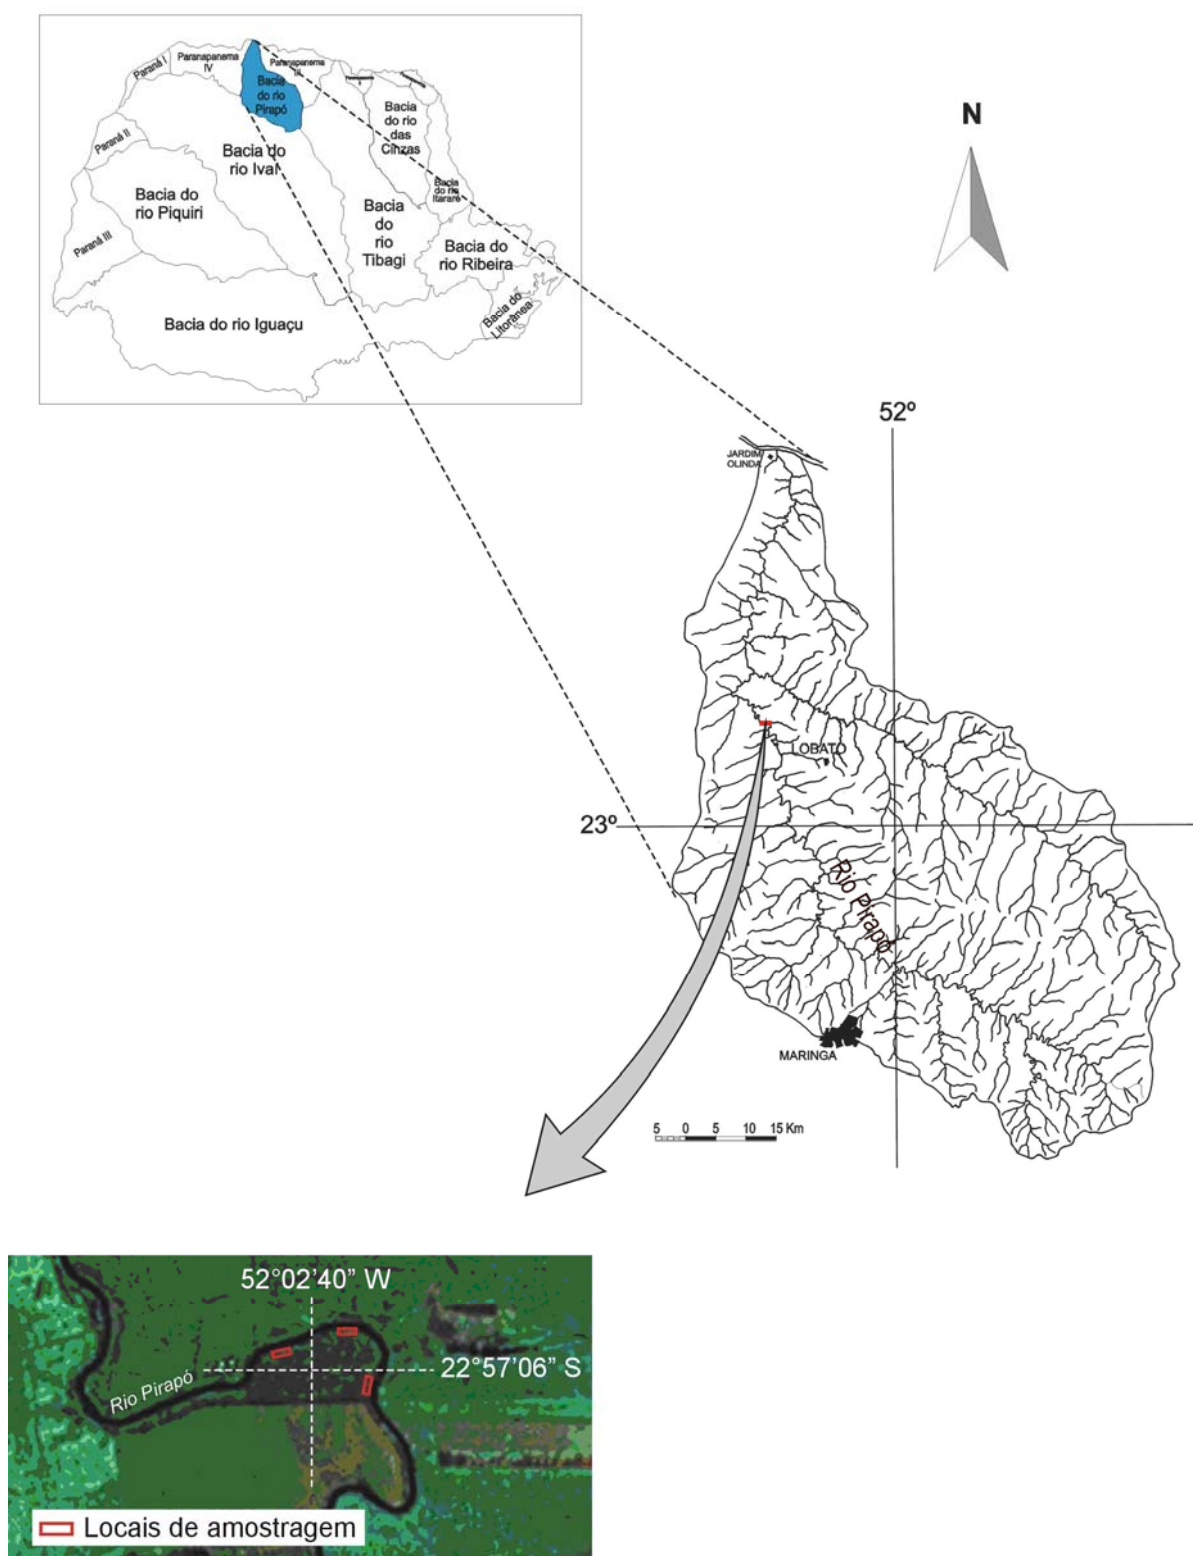 Paraná I
Paranapanema
IV
Paranapanema
III
Bacia
do rio
Pirapó
Bacia
do rio
das
Cinzas
Paraná II
Bacia do
rio Ivaí
Bacia
do rio
Itararé
Bacia do
rio Piquiri
Bacia
do
rio
Tibagi
Paraná III
Bacia do
rio Ribeira
Bacia do rio Iguaçu
Bacia do
Litorânea
N
52º
JARDIM
OLINDA
LOBATO
23º
Rio Pirapó
MARINGA
5 0 5 10 15 Km
52°02'40” W
22°57'06” S
Rio Pirapó
Locais de amostragem